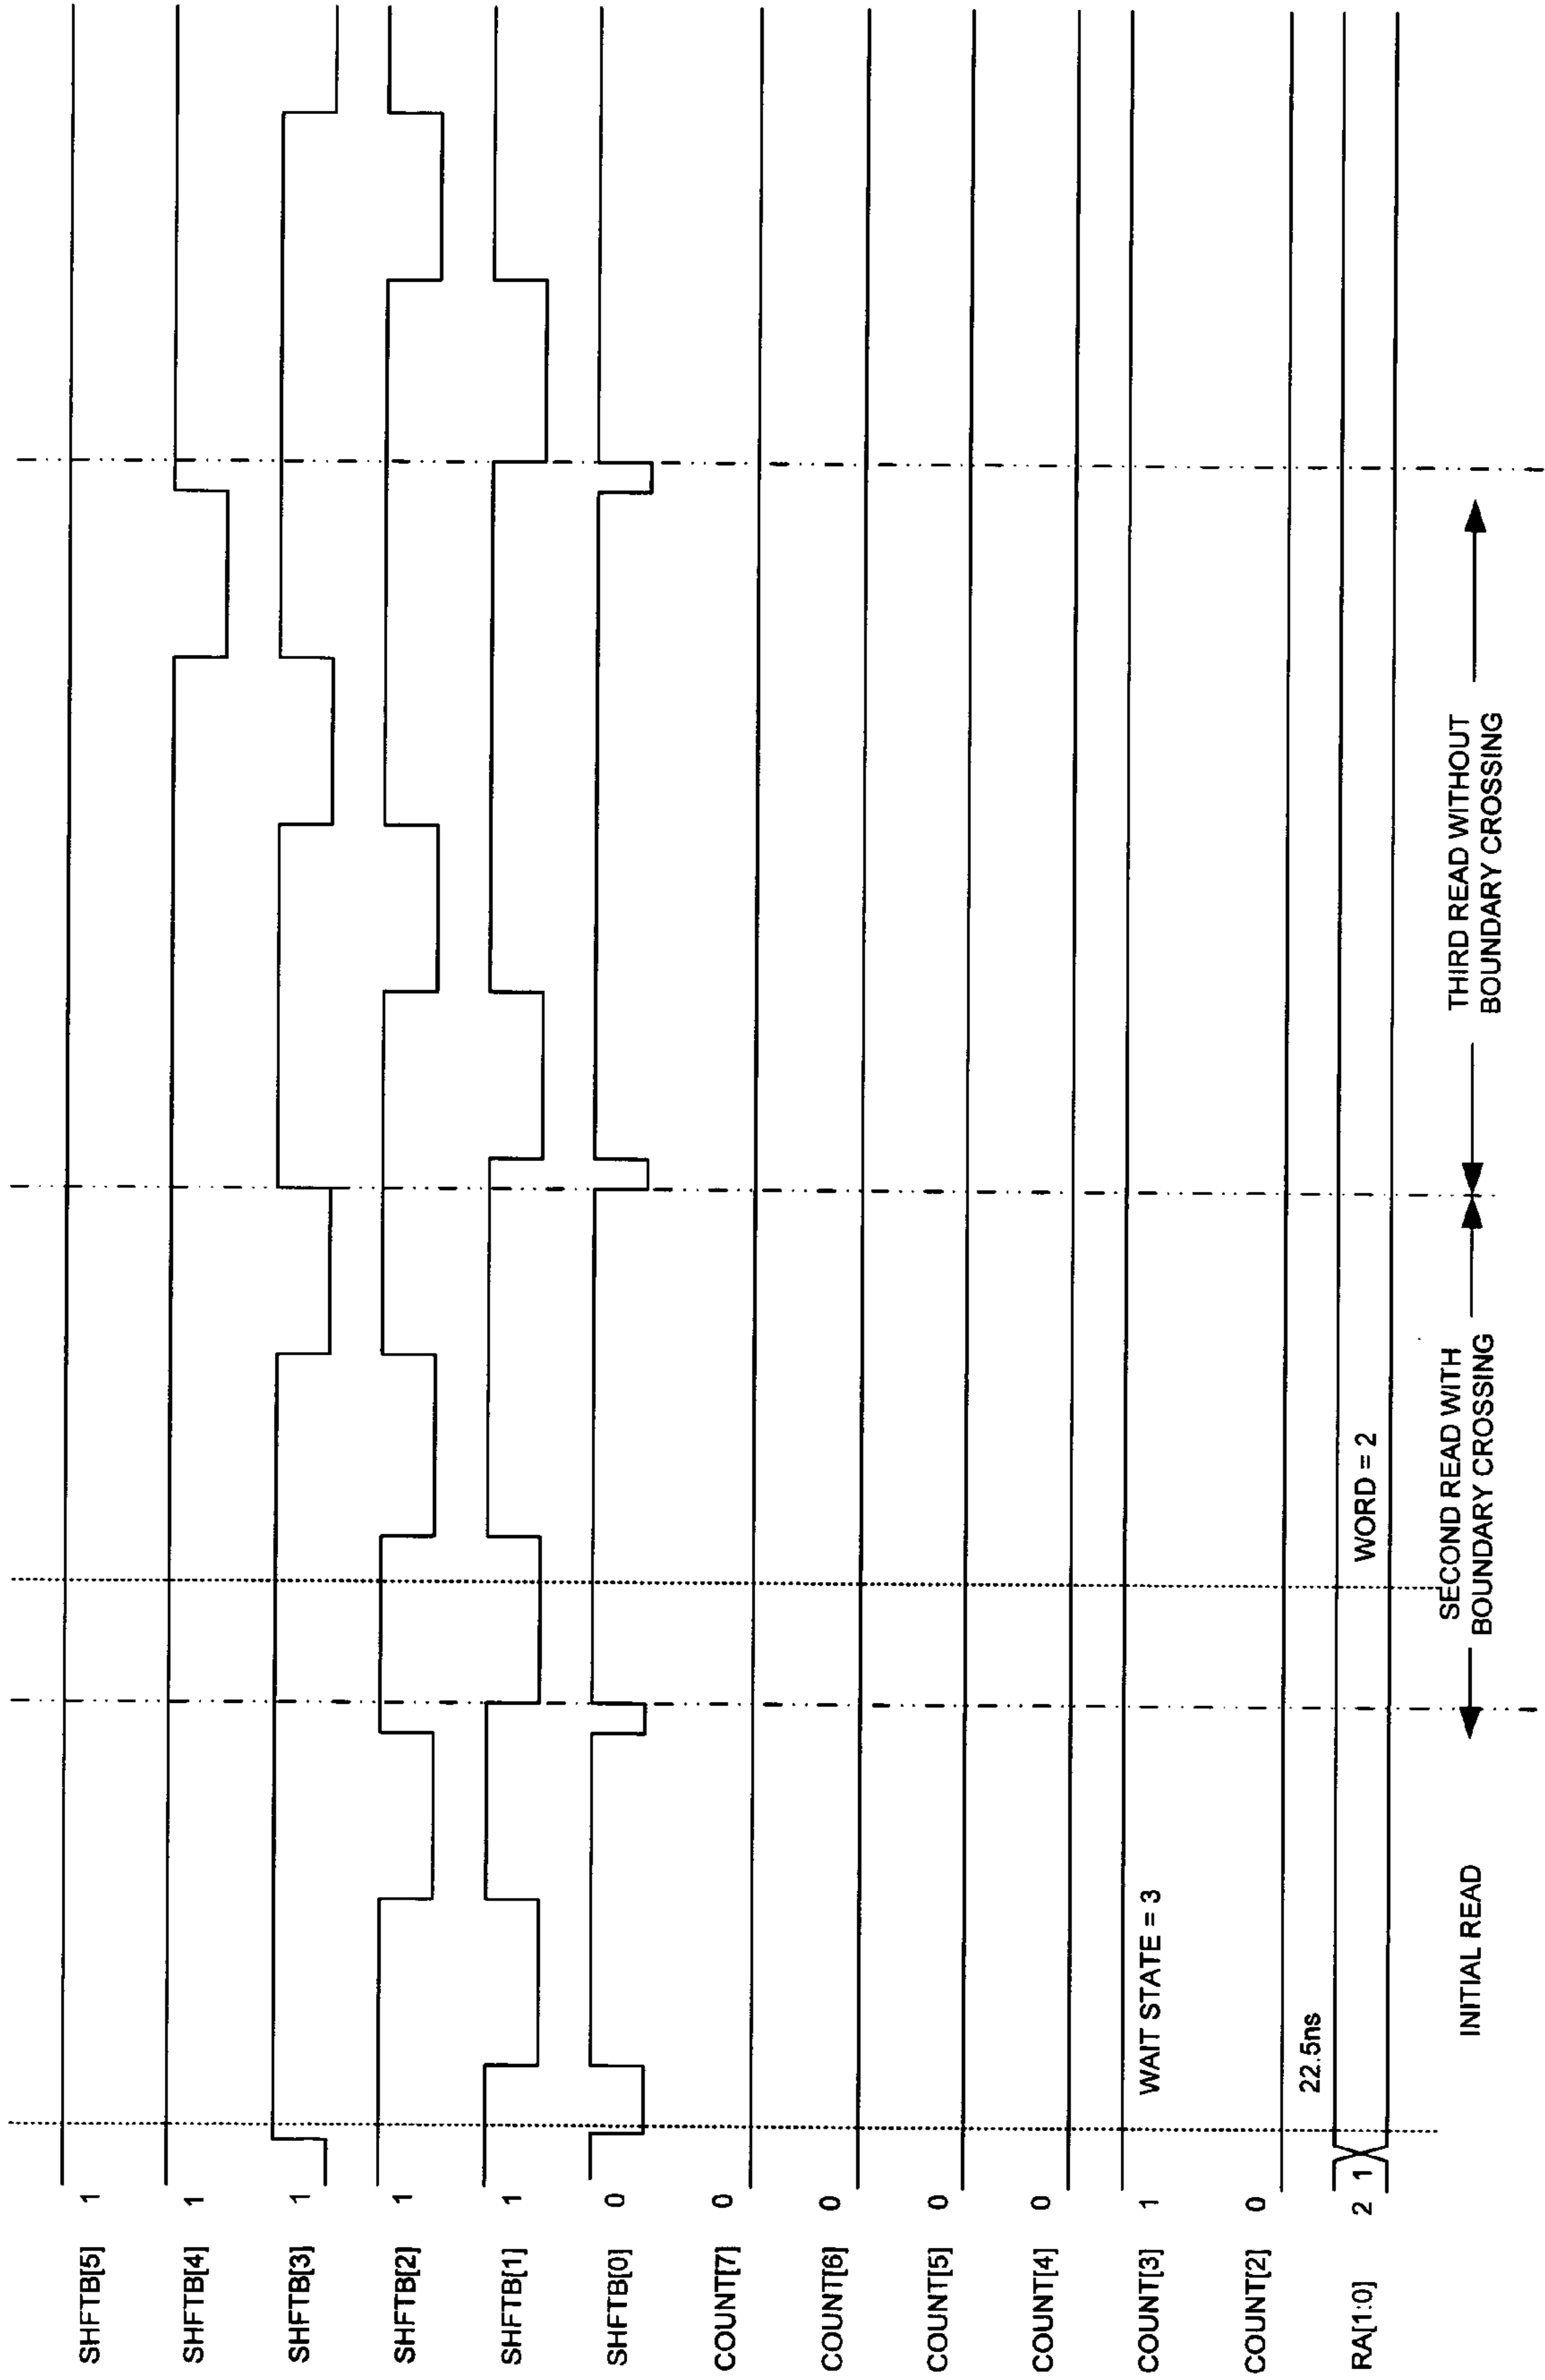 SHFTB[5] 1
SHFTB[4] 1
SHFTB[3] 1
SHFTB[2] 1
SHFTB[1] 1
SHFTB[0] 0
COUNT[7] 0
COUNT[6] 0
COUNT[5] 0
COUNT[4] 0
COUNT[3] 1
WAIT STATE = 3
COUNT[2] 0
22.5ns
RA[1:0] 2 1
WORD = 2
INITIAL READ
SECOND READ WITH
BOUNDARY CROSSING
THIRD READ WITHOUT
BOUNDARY CROSSING